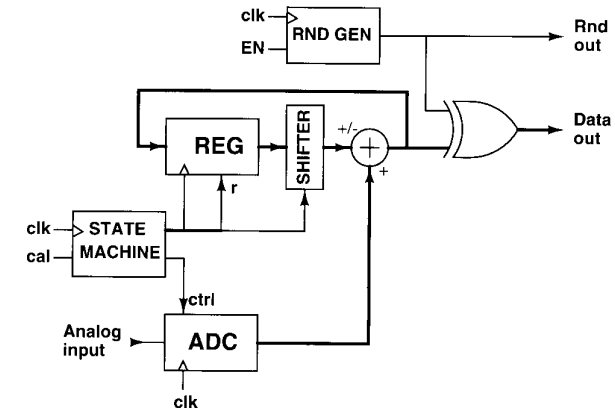 clk
RND GEN
EN
Rnd
out
REG
SHIFTER
+/-
+
+
Data
out
r
clk
STATE
MACHINE
cal
ctrl
Analog
input
ADC
clk